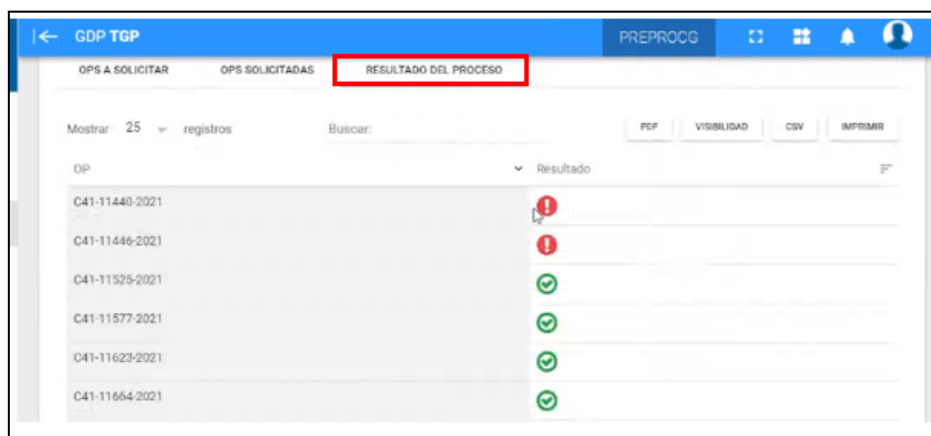 GDP TGP PREPROCG
OPS A SOLICITAR OPS SOLICITADAS RESULTADO DEL PROCESO
Mostrar 25 registros Buscar: PDF VISIBILIDAD CSV IMPRIMIR
OP Resultado
C41-11440-2021
C41-11446-2021
C41-11525-2021
C41-11577-2021
C41-11623-2021
C41-11664-2021